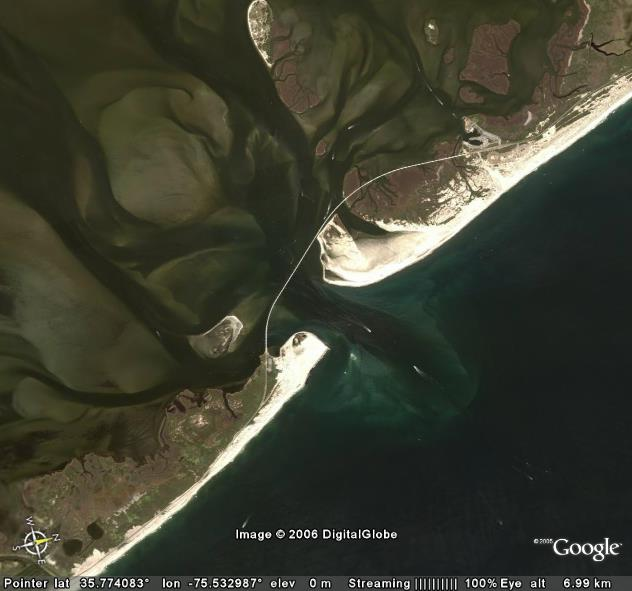 W
N
S
E
Image © 2006 DigitalGlobe
© 2005 Google
Pointer lat 35.774083° lon -75.532987° elev 0 m Streaming |||||||||| 100% Eye alt 6.99 km